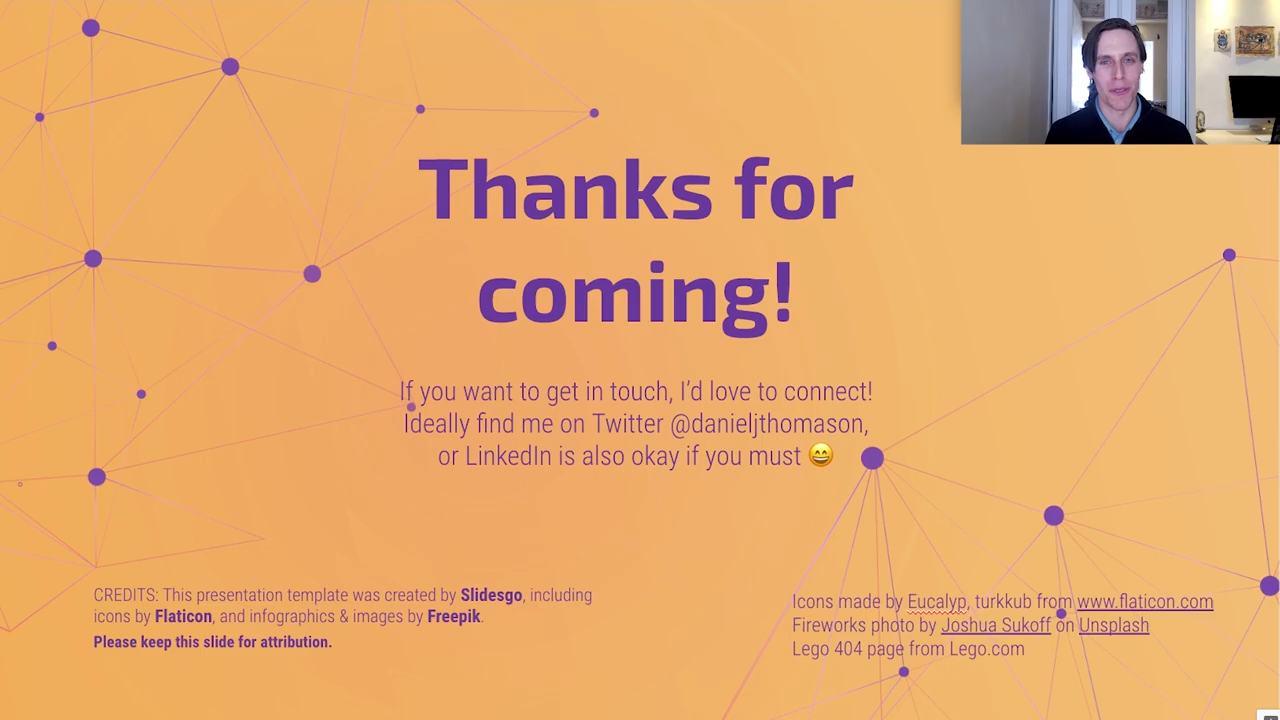 Thanks for
coming!
If you want to get in touch, I’d love to connect!
Ideally find me on Twitter @danieljthomason,
or LinkedIn is also okay if you must 😄
CREDITS: This presentation template was created by Slidesgo, including
icons by Flaticon, and infographics & images by Freepik.
Please keep this slide for attribution.
Icons made by Eucalyp, turkkub from www.flaticon.com
Fireworks photo by Joshua Sukoff on Unsplash
Lego 404 page from Lego.com